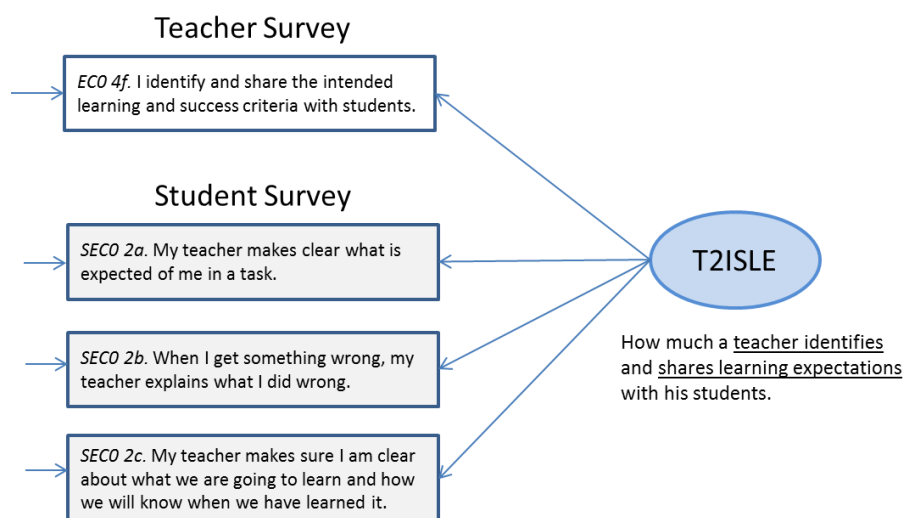 Teacher Survey
EC0 4f. I identify and share the intended
learning and success criteria with students.
Student Survey
SEC0 2a. My teacher makes clear what is
expected of me in a task.
SEC0 2b. When I get something wrong, my
teacher explains what I did wrong.
SEC0 2c. My teacher makes sure I am clear
about what we are going to learn and how
we will know when we have learned it.
T2ISLE
How much a teacher identifies
and shares learning expectations
with his students.